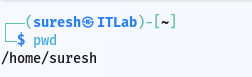 ┌──(suresh㉿ITLab)-[~]
└─$ pwd
/home/suresh